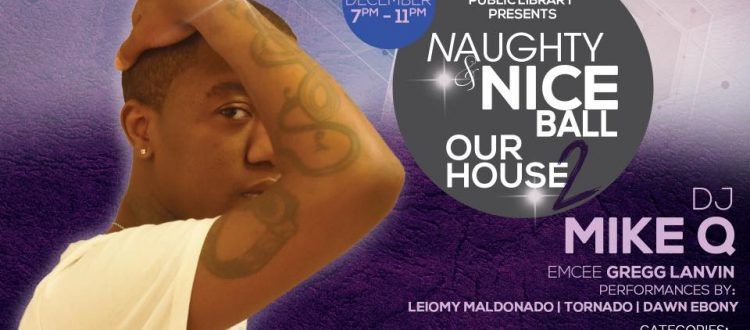 DECEMBER
7PM – 11PM
PUBLIC LIBRARY
PRESENTS
NAUGHTY
& NICE
BALL
OUR
HOUSE 2
DJ
MIKE Q
EMCEE GREGG LANVIN
PERFORMANCES BY:
LEIOMY MALDONADO | TORNADO | DAWN EBONY
CATEGORIES: